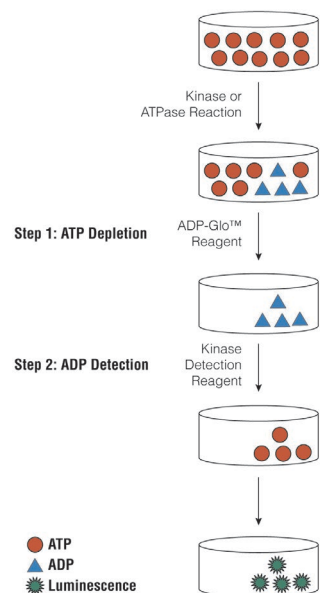 Kinase or
ATPase Reaction
Step 1: ATP Depletion
ADP-Glo™
Reagent
Step 2: ADP Detection
Kinase
Detection
Reagent
ATP
ADP
Luminescence